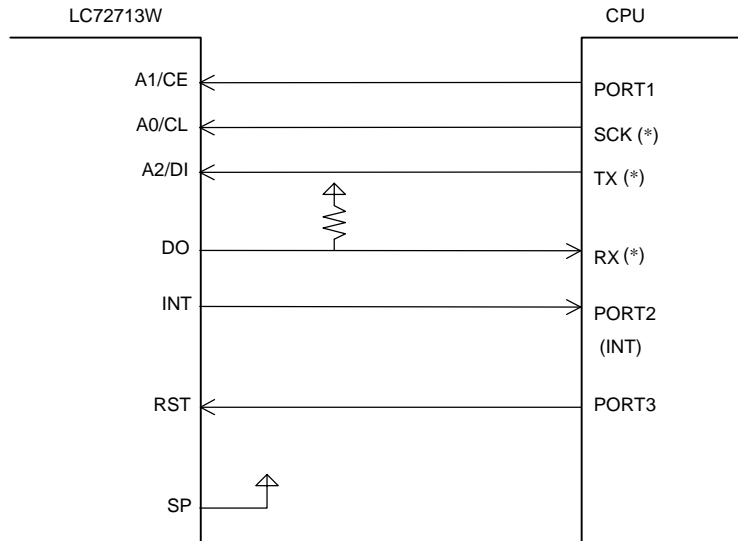 LC72713W CPU
A1/CE PORT1
A0/CL SCK (*)
A2/DI TX (*)
DO RX (*)
INT PORT2
(INT)
RST PORT3
SP